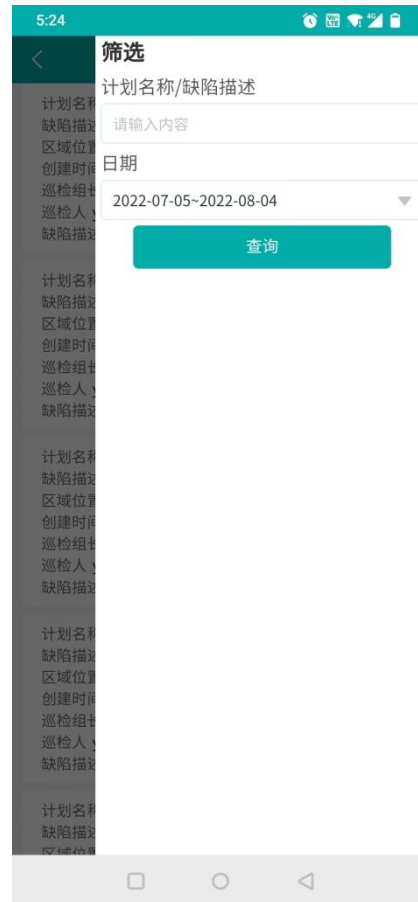 5:24
筛选
计划名称/缺陷描述
请输入内容
日期
2022-07-05~2022-08-04
查询
计划名称
缺陷描述
区域位置
创建时间
巡检组长
巡检人 y
缺陷描述
计划名称
缺陷描述
区域位置
创建时间
巡检组长
巡检人 y
缺陷描述
计划名称
缺陷描述
区域位置
创建时间
巡检组长
巡检人 y
缺陷描述
计划名称
缺陷描述
区域位置
创建时间
巡检组长
巡检人 y
缺陷描述
计划名称
缺陷描述
区域位置